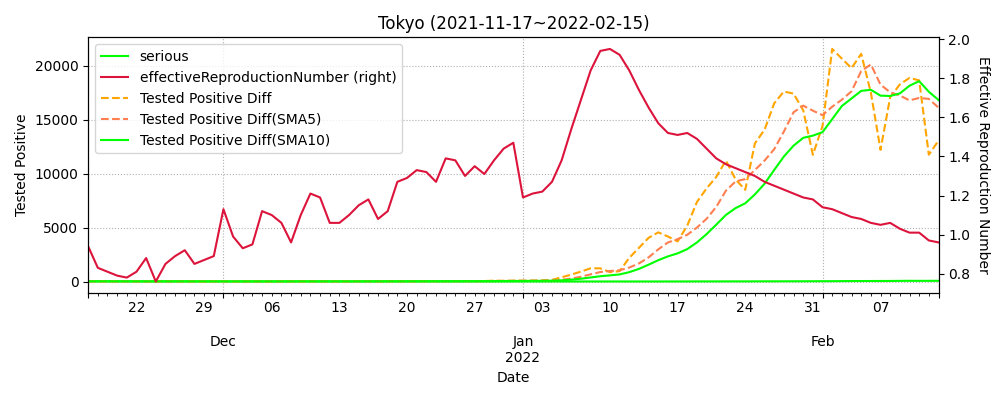 Tokyo (2021-11-17~2022-02-15)
serious
effectiveReproductionNumber (right)
Tested Positive Diff
Tested Positive Diff(SMA5)
Tested Positive Diff(SMA10)
Tested Positive
20000
15000
10000
5000
0
2.0
1.8
1.6
1.4
1.2
1.0
0.8
Effective Reproduction Number
22 29 06 13 20 27 03 10 17 24 31 07
Dec Jan Feb
2022
Date